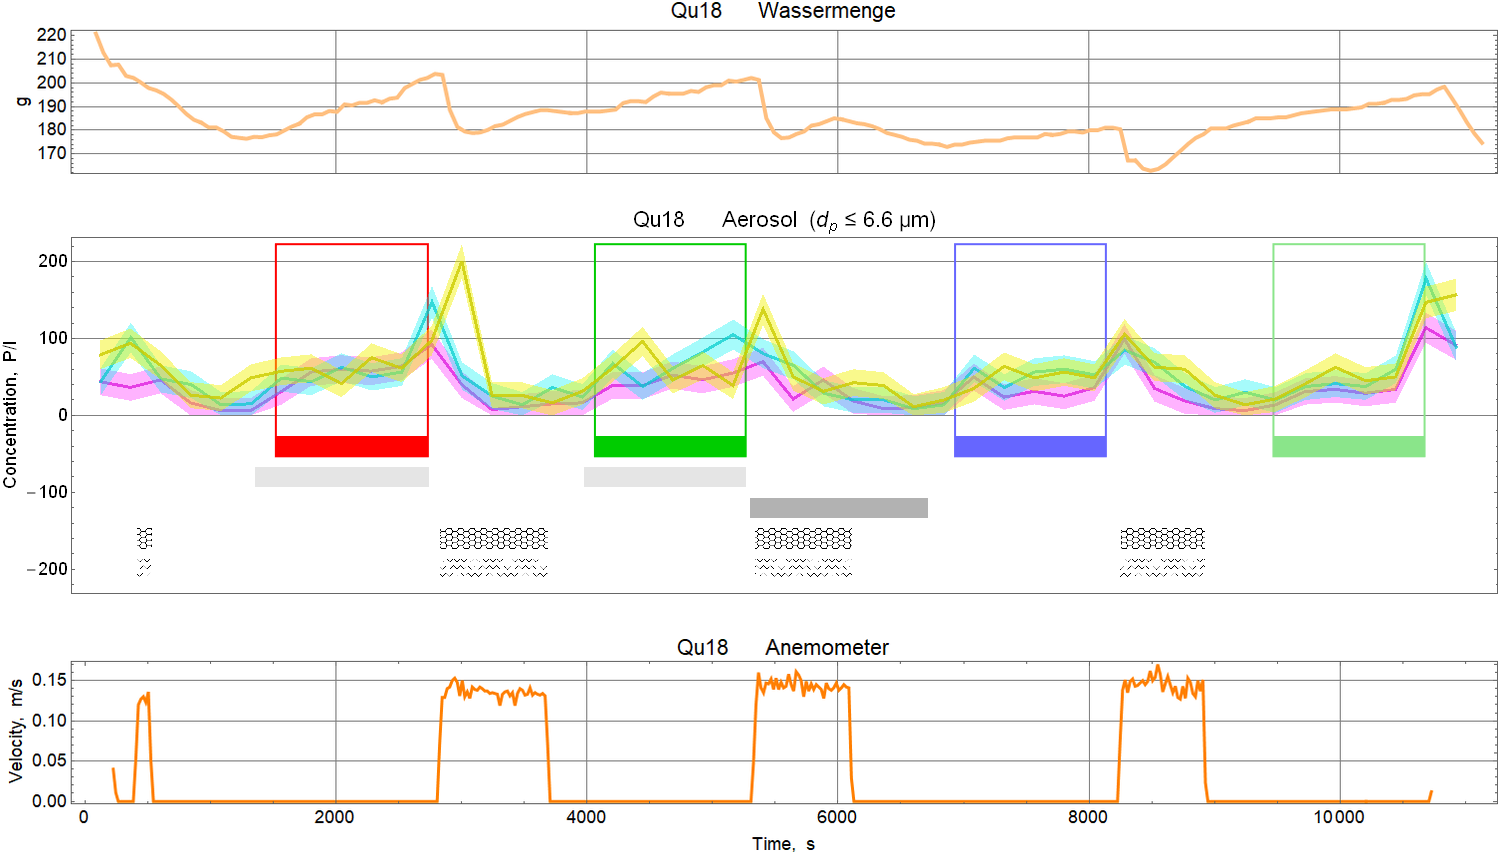 Qu18 Wassermenge
220
210
200
190
180
170
g
Qu18 Aerosol (dp ≤ 6.6 µm)
200
100
0
−100
−200
Concentration, P/l
Qu18 Anemometer
0.15
0.10
0.05
0.00
Velocity, m/s
0 2000 4000 6000 8000 10000
Time, s